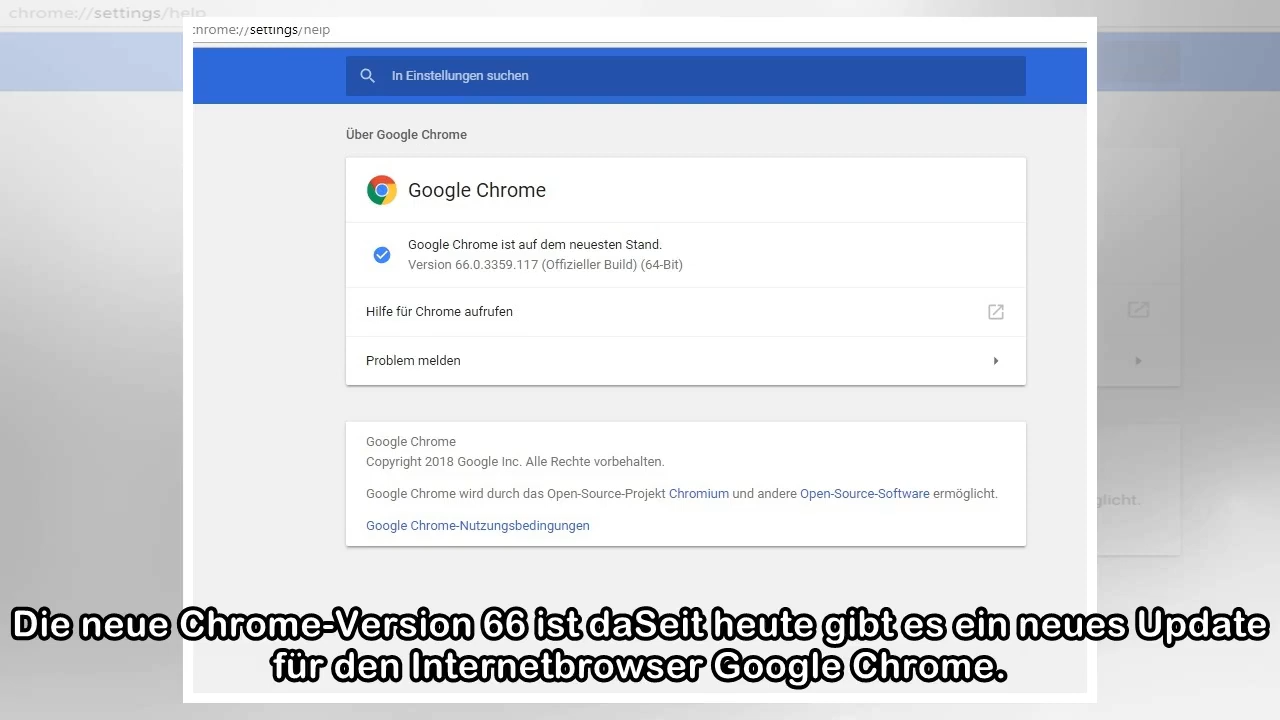 chrome://settings/help
chrome://settings/help
In Einstellungen suchen
Über Google Chrome
Google Chrome
Google Chrome ist auf dem neuesten Stand.
Version 66.0.3359.117 (Offizieller Build) (64-Bit)
Hilfe für Chrome aufrufen
Problem melden
Google Chrome
Copyright 2018 Google Inc. Alle Rechte vorbehalten.
Google Chrome wird durch das Open-Source-Projekt Chromium und andere Open-Source-Software ermöglicht.
glicht.
Google Chrome-Nutzungsbedingungen
Die neue Chrome-Version 66 ist daSeit heute gibt es ein neues Update
für den Internetbrowser Google Chrome.